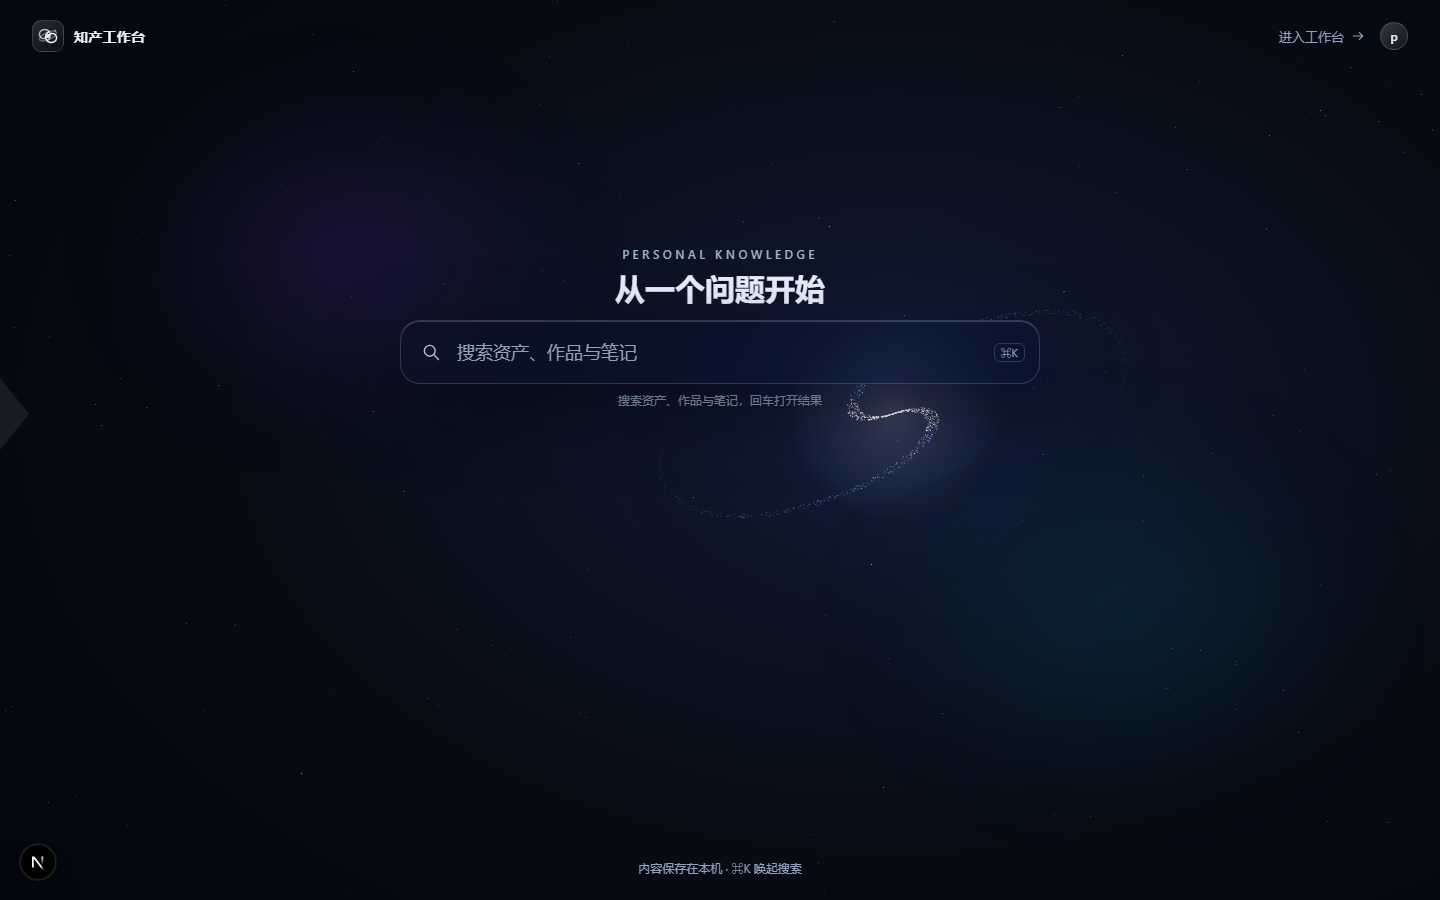 知产工作台
进入工作台 →
p
PERSONAL KNOWLEDGE
从一个问题开始
搜索资产、作品与笔记
⌘K
搜索资产、作品与笔记，回车打开结果
N
内容保存在本机 · ⌘K 唤起搜索